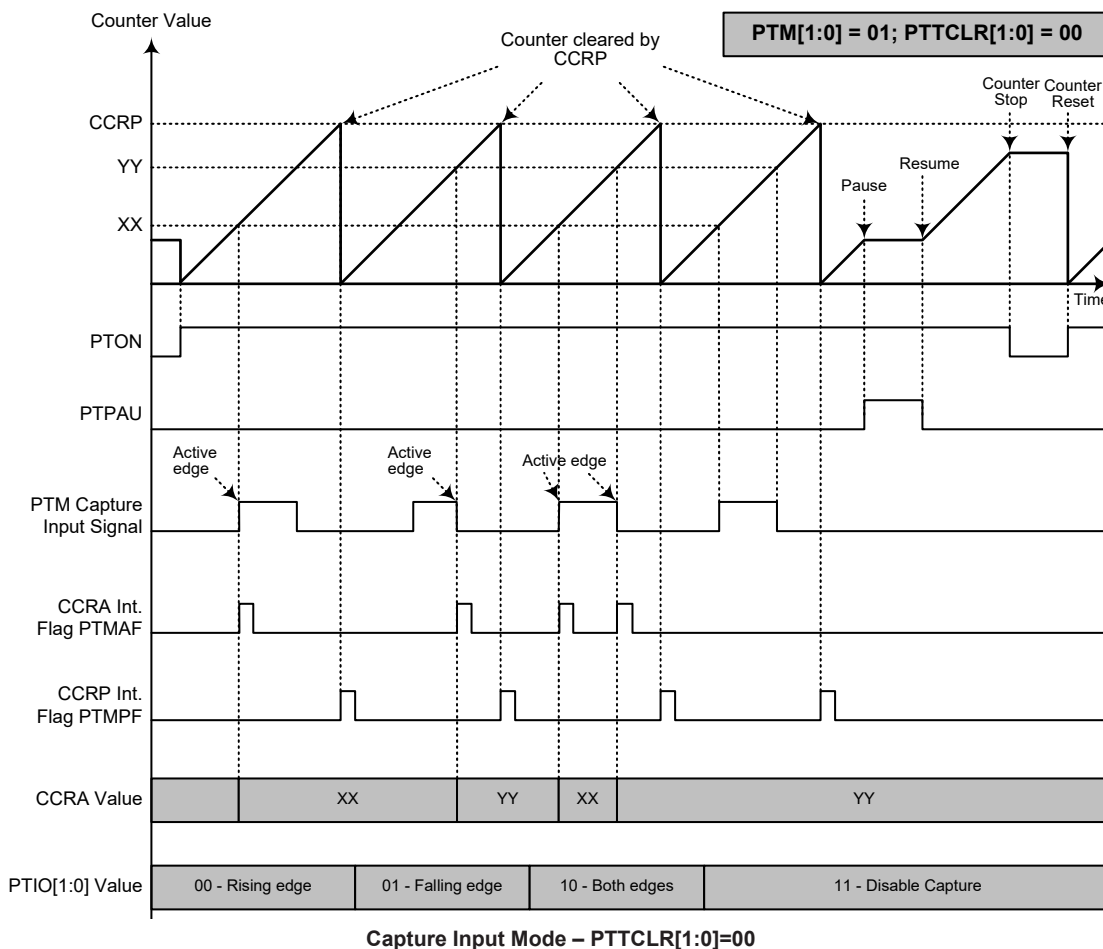 Counter Value
PTM[1:0] = 01; PTTCLR[1:0] = 00
Counter cleared by
CCRP
Counter
Stop
Counter
Reset
CCRP
YY
XX
Pause
Resume
Time
PTON
PTPAU
Active
edge
Active
edge
Active edge
PTM Capture
Input Signal
CCRA Int.
Flag PTMAF
CCRP Int.
Flag PTMPF
CCRA Value
XX
YY
XX
YY
PTIO[1:0] Value
00 - Rising edge
01 - Falling edge
10 - Both edges
11 - Disable Capture
Capture Input Mode – PTTCLR[1:0]=00